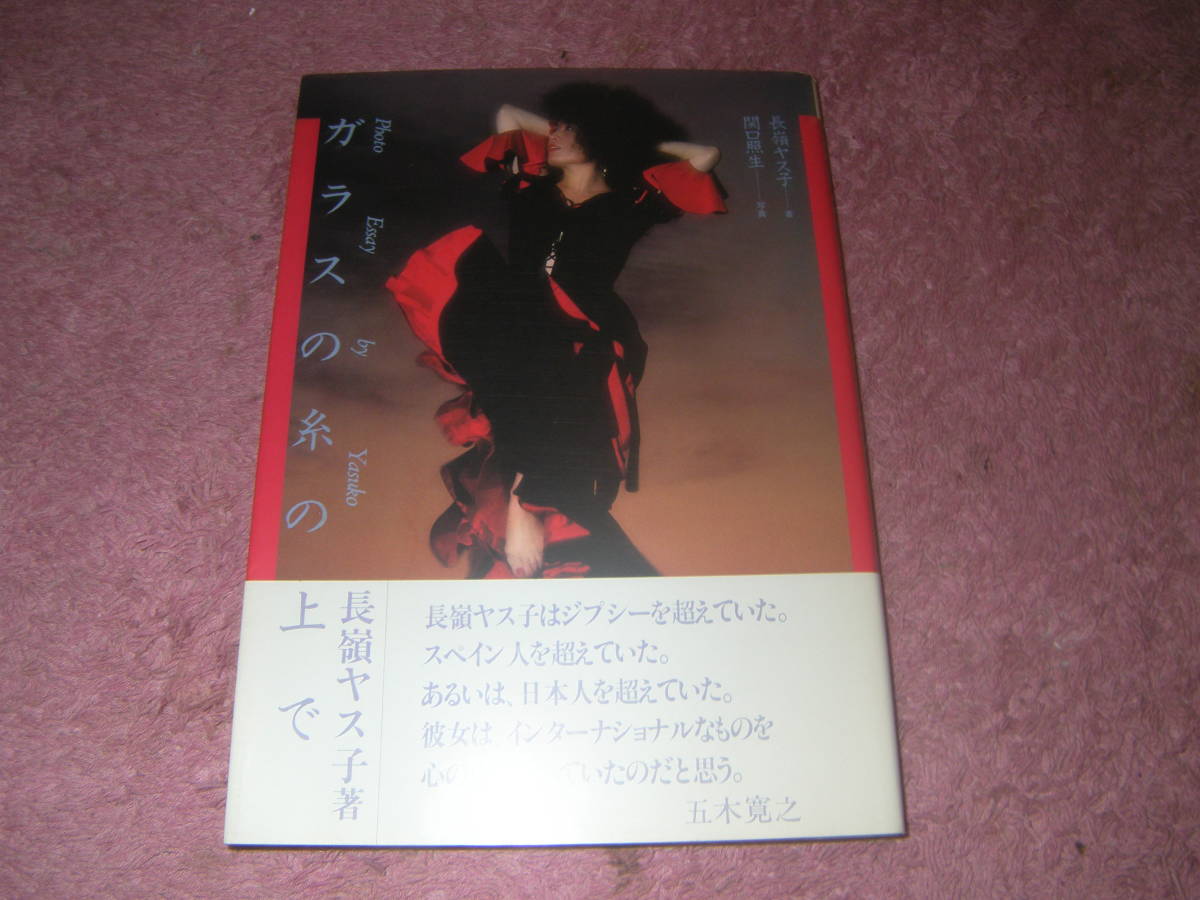 長嶺ヤス子 著
関口照生 写真
Photo Essay by Yasuko
ガラスの糸の上で
長嶺ヤス子著
長嶺ヤス子はジプシーを超えていた。
スペイン人を超えていた。
あるいは、日本人を超えていた。
彼女は、インターナショナルなものを
心の ていたのだと思う。
五木寛之